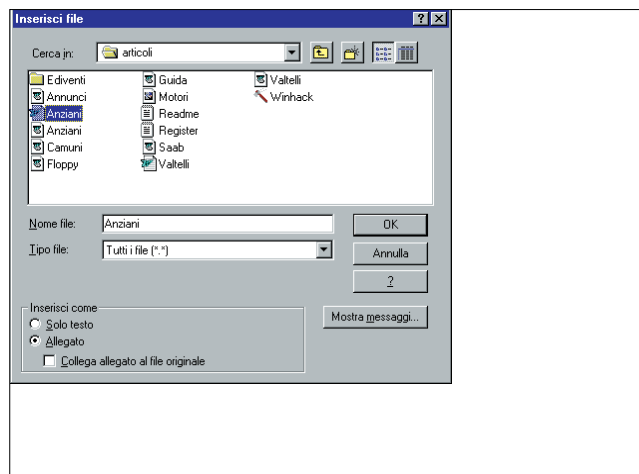 Inserisci file
Cerca in: articoli
Ediventi
Annunci
Anziani
Anziani
Camuni
Floppy
Guida
Motori
Readme
Register
Saab
Valtelli
Valtelli
Winhack
Nome file: Anziani
OK
Tipo file: Tutti i file (*.*)
Annulla
?
Inserisci come
Solo testo
Allegato
Collega allegato al file originale
Mostra messaggi...